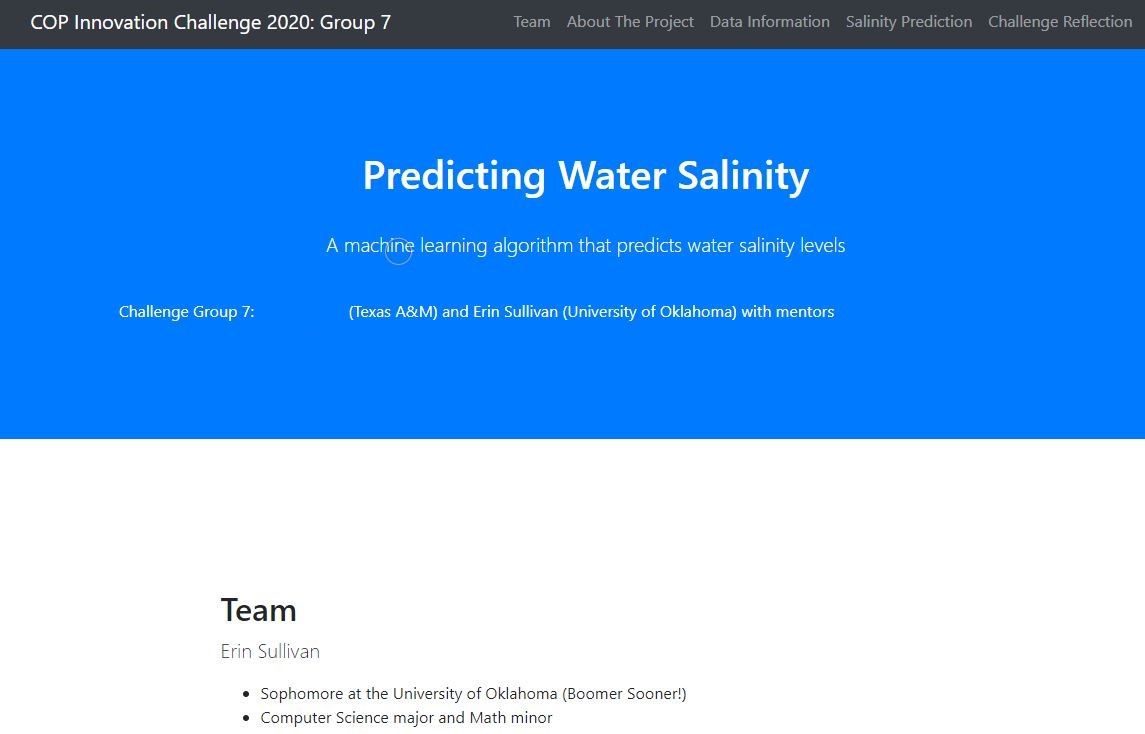 COP Innovation Challenge 2020: Group 7 Team About The Project Data Information Salinity Prediction Challenge Reflection
Predicting Water Salinity
A machine learning algorithm that predicts water salinity levels
Challenge Group 7: (Texas A&M) and Erin Sullivan (University of Oklahoma) with mentors
Team
Erin Sullivan
• Sophomore at the University of Oklahoma (Boomer Sooner!)
• Computer Science major and Math minor